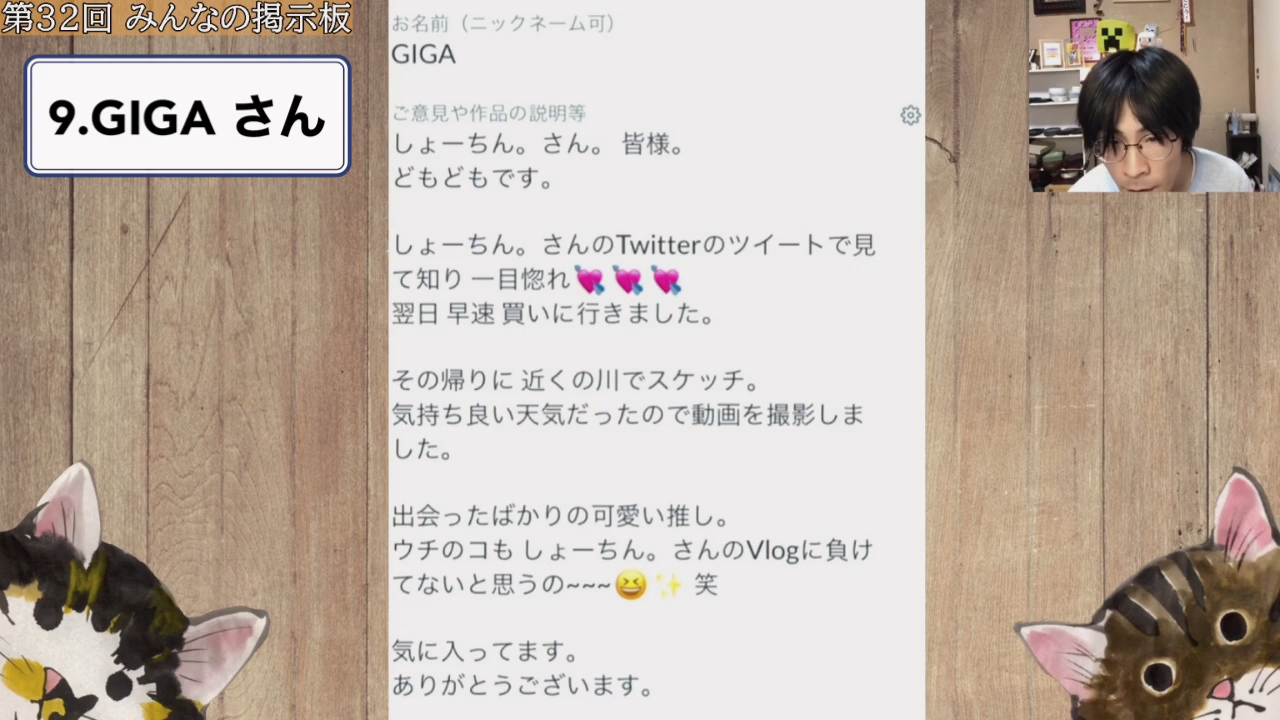 第32回 みんなの掲示板
9.GIGA さん
お名前（ニックネーム可）
GIGA
ご意見や作品の説明等
しょーちん。さん。 皆様。
どもどもです。
しょーちん。さんのTwitterのツイートで見
て知り 一目惚れ💘💘💘
翌日 早速 買いに行きました。
その帰りに 近くの川でスケッチ。
気持ち良い天気だったので動画を撮影しま
した。
出会ったばかりの可愛い推し。
ウチのコも しょーちん。さんのVlogに負け
てないと思うの~~~😆✨ 笑
気に入ってます。
ありがとうございます。